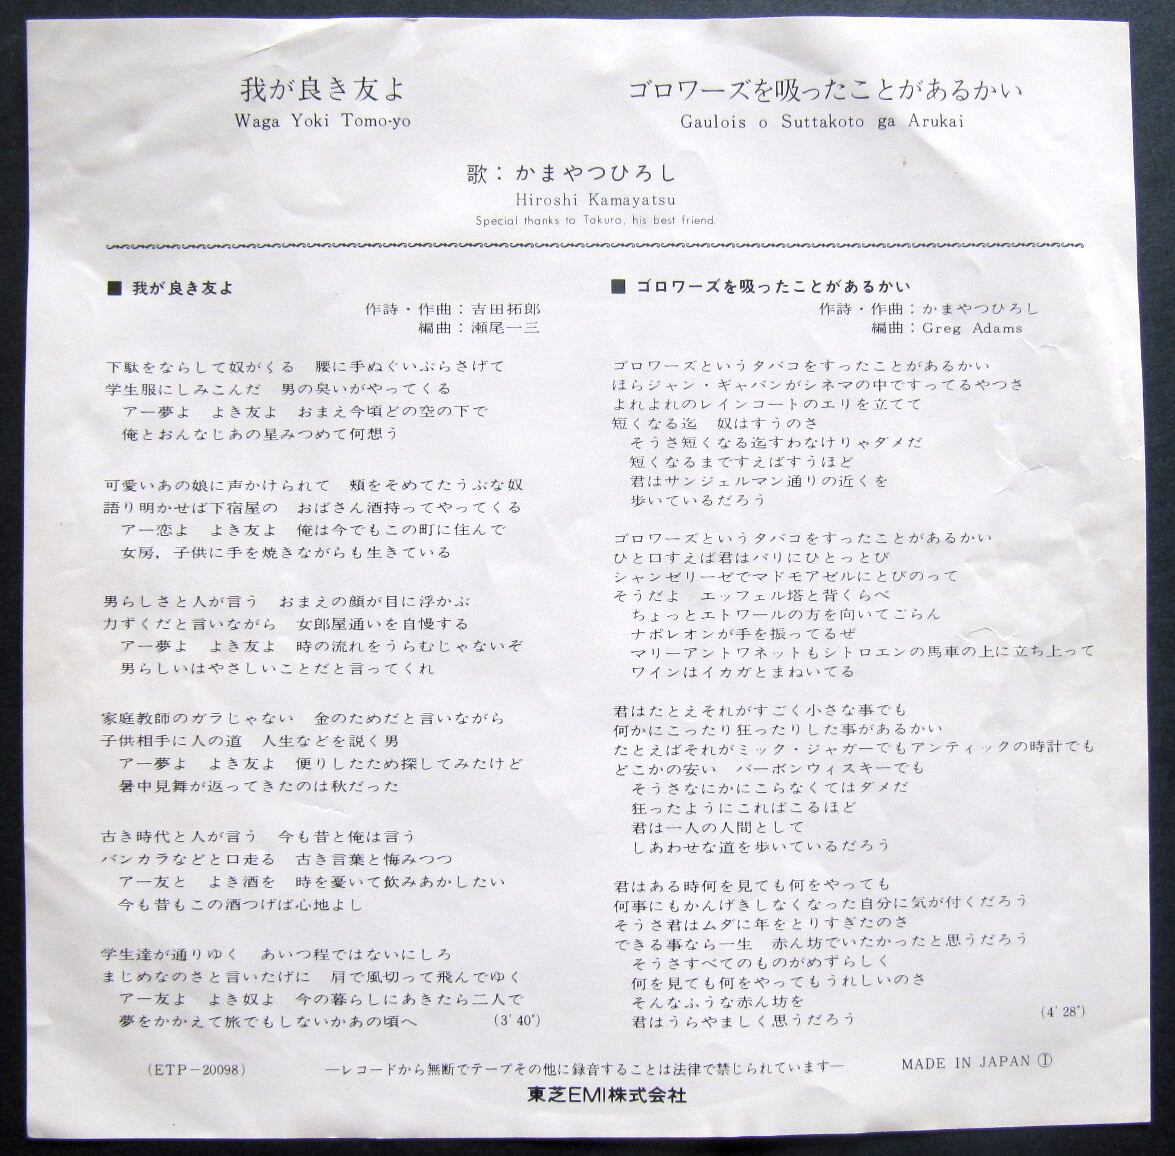 我が良き友よ
Waga Yoki Tomo-yo
ゴロワーズを吸ったことがあるかい
Gaulois o Suttakoto ga Arukai
歌：かまやつひろし
Hiroshi Kamayatsu
Special thanks to Takuro, his best friend.
■ 我が良き友よ
作詩・作曲：吉田拓郎
編曲：瀬尾一三
下駄をならして奴がくる　腰に手ぬぐいぶらさげて
学生服にしみこんだ　男の臭いがやってくる
アー夢よ　よき友よ　おまえ今頃どの空の下で
俺とおんなじあの星みつめて何想う
可愛いあの娘に声かけられて　頬をそめてたうぶな奴
語り明かせば下宿屋の　おばさん酒持ってやってくる
アー恋よ　よき友よ　俺は今でもこの町に住んで
女房，子供に手を焼きながらも生きている
男らしさと人が言う　おまえの顔が目に浮かぶ
力ずくだと言いながら　女郎屋通いを自慢する
アー夢よ　よき友よ　時の流れをうらむじゃないぞ
男らしいはやさしいことだと言ってくれ
家庭教師のガラじゃない　金のためだと言いながら
子供相手に人の道　人生などを説く男
アー夢よ　よき友よ　便りしたため探してみたけど
暑中見舞が返ってきたのは秋だった
古き時代と人が言う　今も昔と俺は言う
バンカラなどと口走る　古き言葉と悔みつつ
アー友と　よき酒を　時を憂いて飲みあかしたい
今も昔もこの酒つげば心地よし
学生達が通りゆく　あいつ程ではないにしろ
まじめなのさと言いたげに　肩で風切って飛んでゆく
アー友よ　よき奴よ　今の暮らしにあきたら二人で
夢をかかえて旅でもしないかあの頃へ　(3′40″)
■ ゴロワーズを吸ったことがあるかい
作詩・作曲：かまやつひろし
編曲：Greg Adams
ゴロワーズというタバコをすったことがあるかい
ほらジャン・ギャバンがシネマの中ですってるやつさ
よれよれのレインコートのエリを立てて
短くなる迄　奴はすうのさ
そうさ短くなる迄すわなけりゃダメだ
短くなるまですえばすうほど
君はサンジェルマン通りの近くを
歩いているだろう
ゴロワーズというタバコをすったことがあるかい
ひと口すえば君はパリにひとっとび
シャンゼリーゼでマドモアゼルにとびのって
そうだよ　エッフェル塔と背くらべ
ちょっとエトワールの方を向いてごらん
ナポレオンが手を振ってるぜ
マリーアントワネットもシトロエンの馬車の上に立ち上って
ワインはイカガとまねいてる
君はたとえそれがすごく小さな事でも
何かにこったり狂ったりした事があるかい
たとえばそれがミック・ジャガーでもアンティックの時計でも
どこかの安い　バーボンウィスキーでも
そうさなにかにこらなくてはダメだ
狂ったようにこればこるほど
君は一人の人間として
しあわせな道を歩いているだろう
君はある時何を見ても何をやっても
何事にもかんげきしなくなった自分に気が付くだろう
そうさ君はムダに年をとりすぎたのさ
できる事なら一生　赤ん坊でいたかったと思うだろう
そうさすべてのものがめずらしく
何を見ても何をやってもうれしいのさ
そんなふうな赤ん坊を
君はうらやましく思うだろう　(4′28″)
(ETP－20098)
―レコードから無断でテープその他に録音することは法律で禁じられています―
MADE IN JAPAN Ⓘ
東芝EMI株式会社